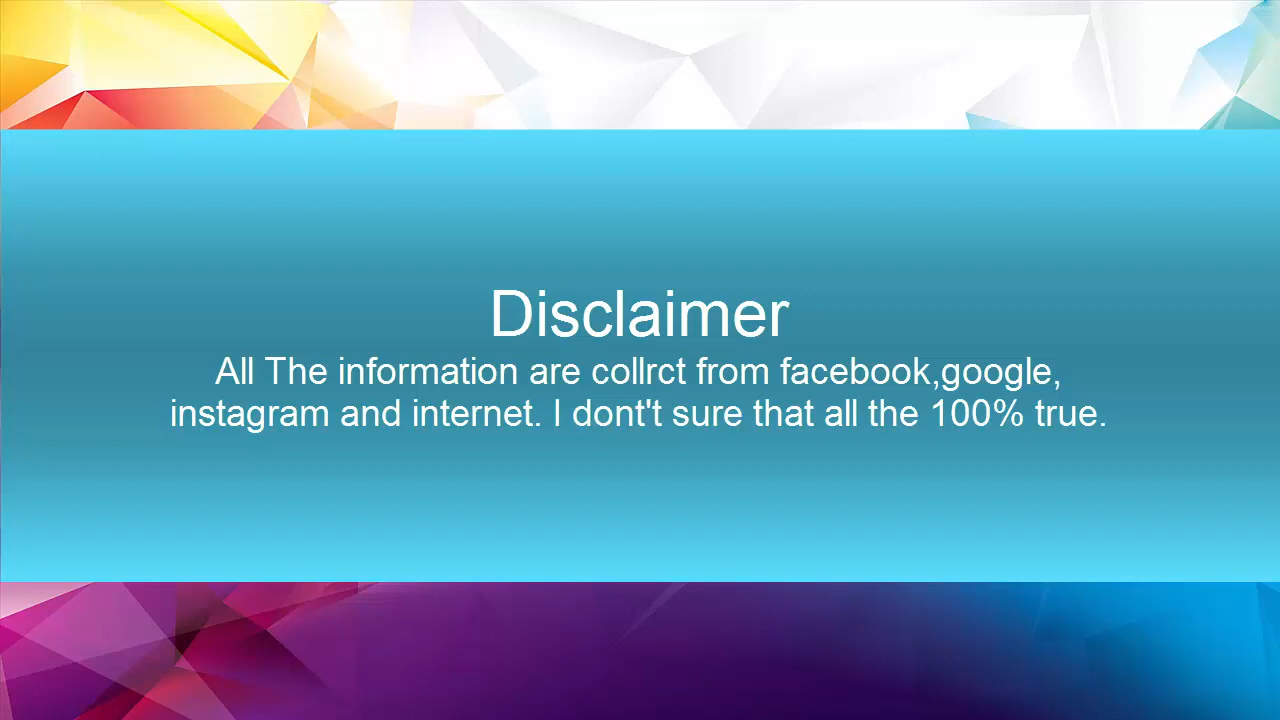 Disclaimer
All The information are collrct from facebook,google,
instagram and internet. I dont't sure that all the 100% true.